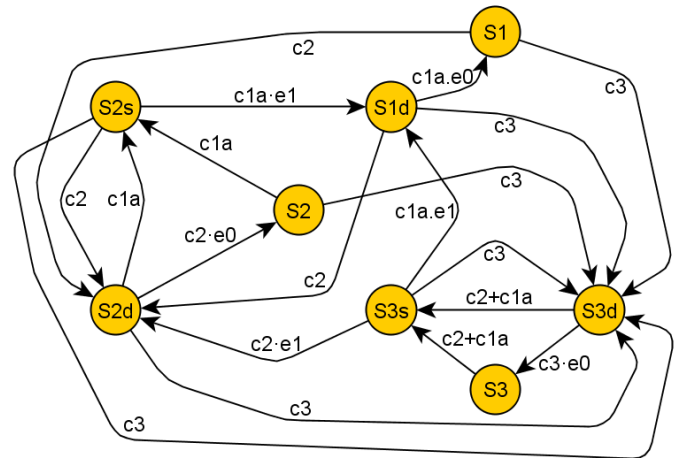 S1
c2
c1a.e0
c3
S2s
c1a·e1
S1d
c3
c1a
c2
c1a
S2
c3
c1a.e1
c2·e0
c2
c3
S2d
S3s
c2+c1a
S3d
c2·e1
c2+c1a
c3·e0
S3
c3
c3